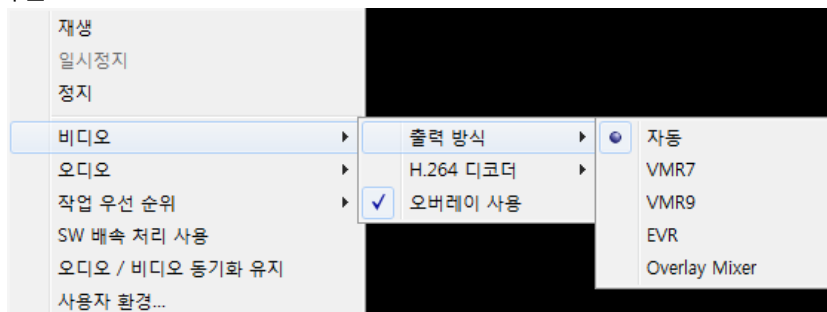 재생
일시정지
정지
비디오
오디오
작업 우선 순위
SW 배속 처리 사용
오디오 / 비디오 동기화 유지
사용자 환경...
출력 방식
H.264 디코더
오버레이 사용
자동
VMR7
VMR9
EVR
Overlay Mixer